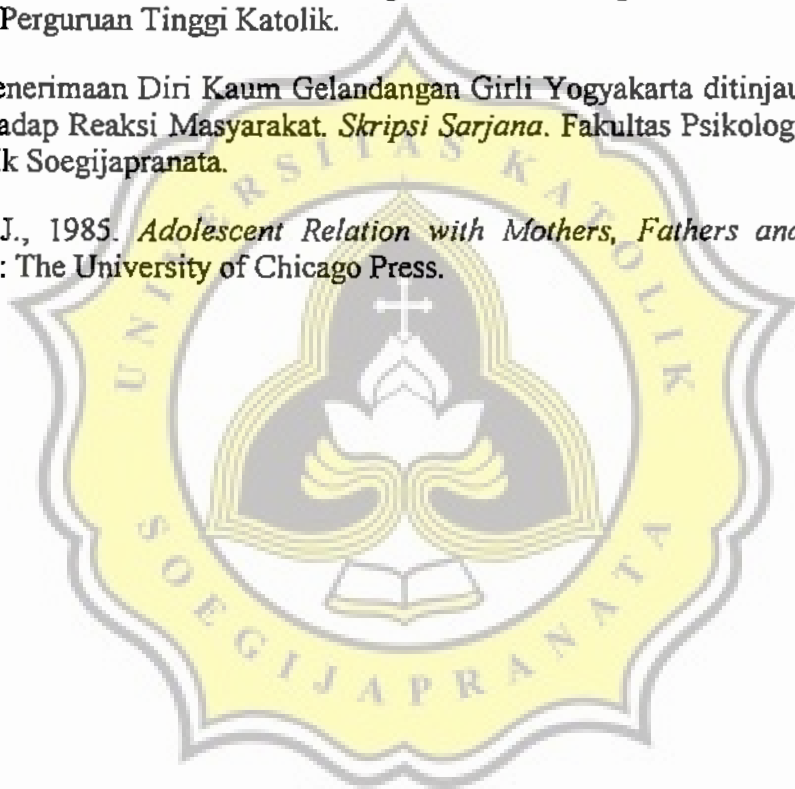 Perguruan Tinggi Katolik.
enerimaan Diri Kaum Gelandangan Girli Yogyakarta ditinjau
adap Reaksi Masyarakat. Skripsi Sarjana. Fakultas Psikolog
k Soegijapranata.
J., 1985. Adolescent Relation with Mothers, Fathers and
: The University of Chicago Press.
UNIVERSITAS KATOLIK
SOEGIJAPRANATA